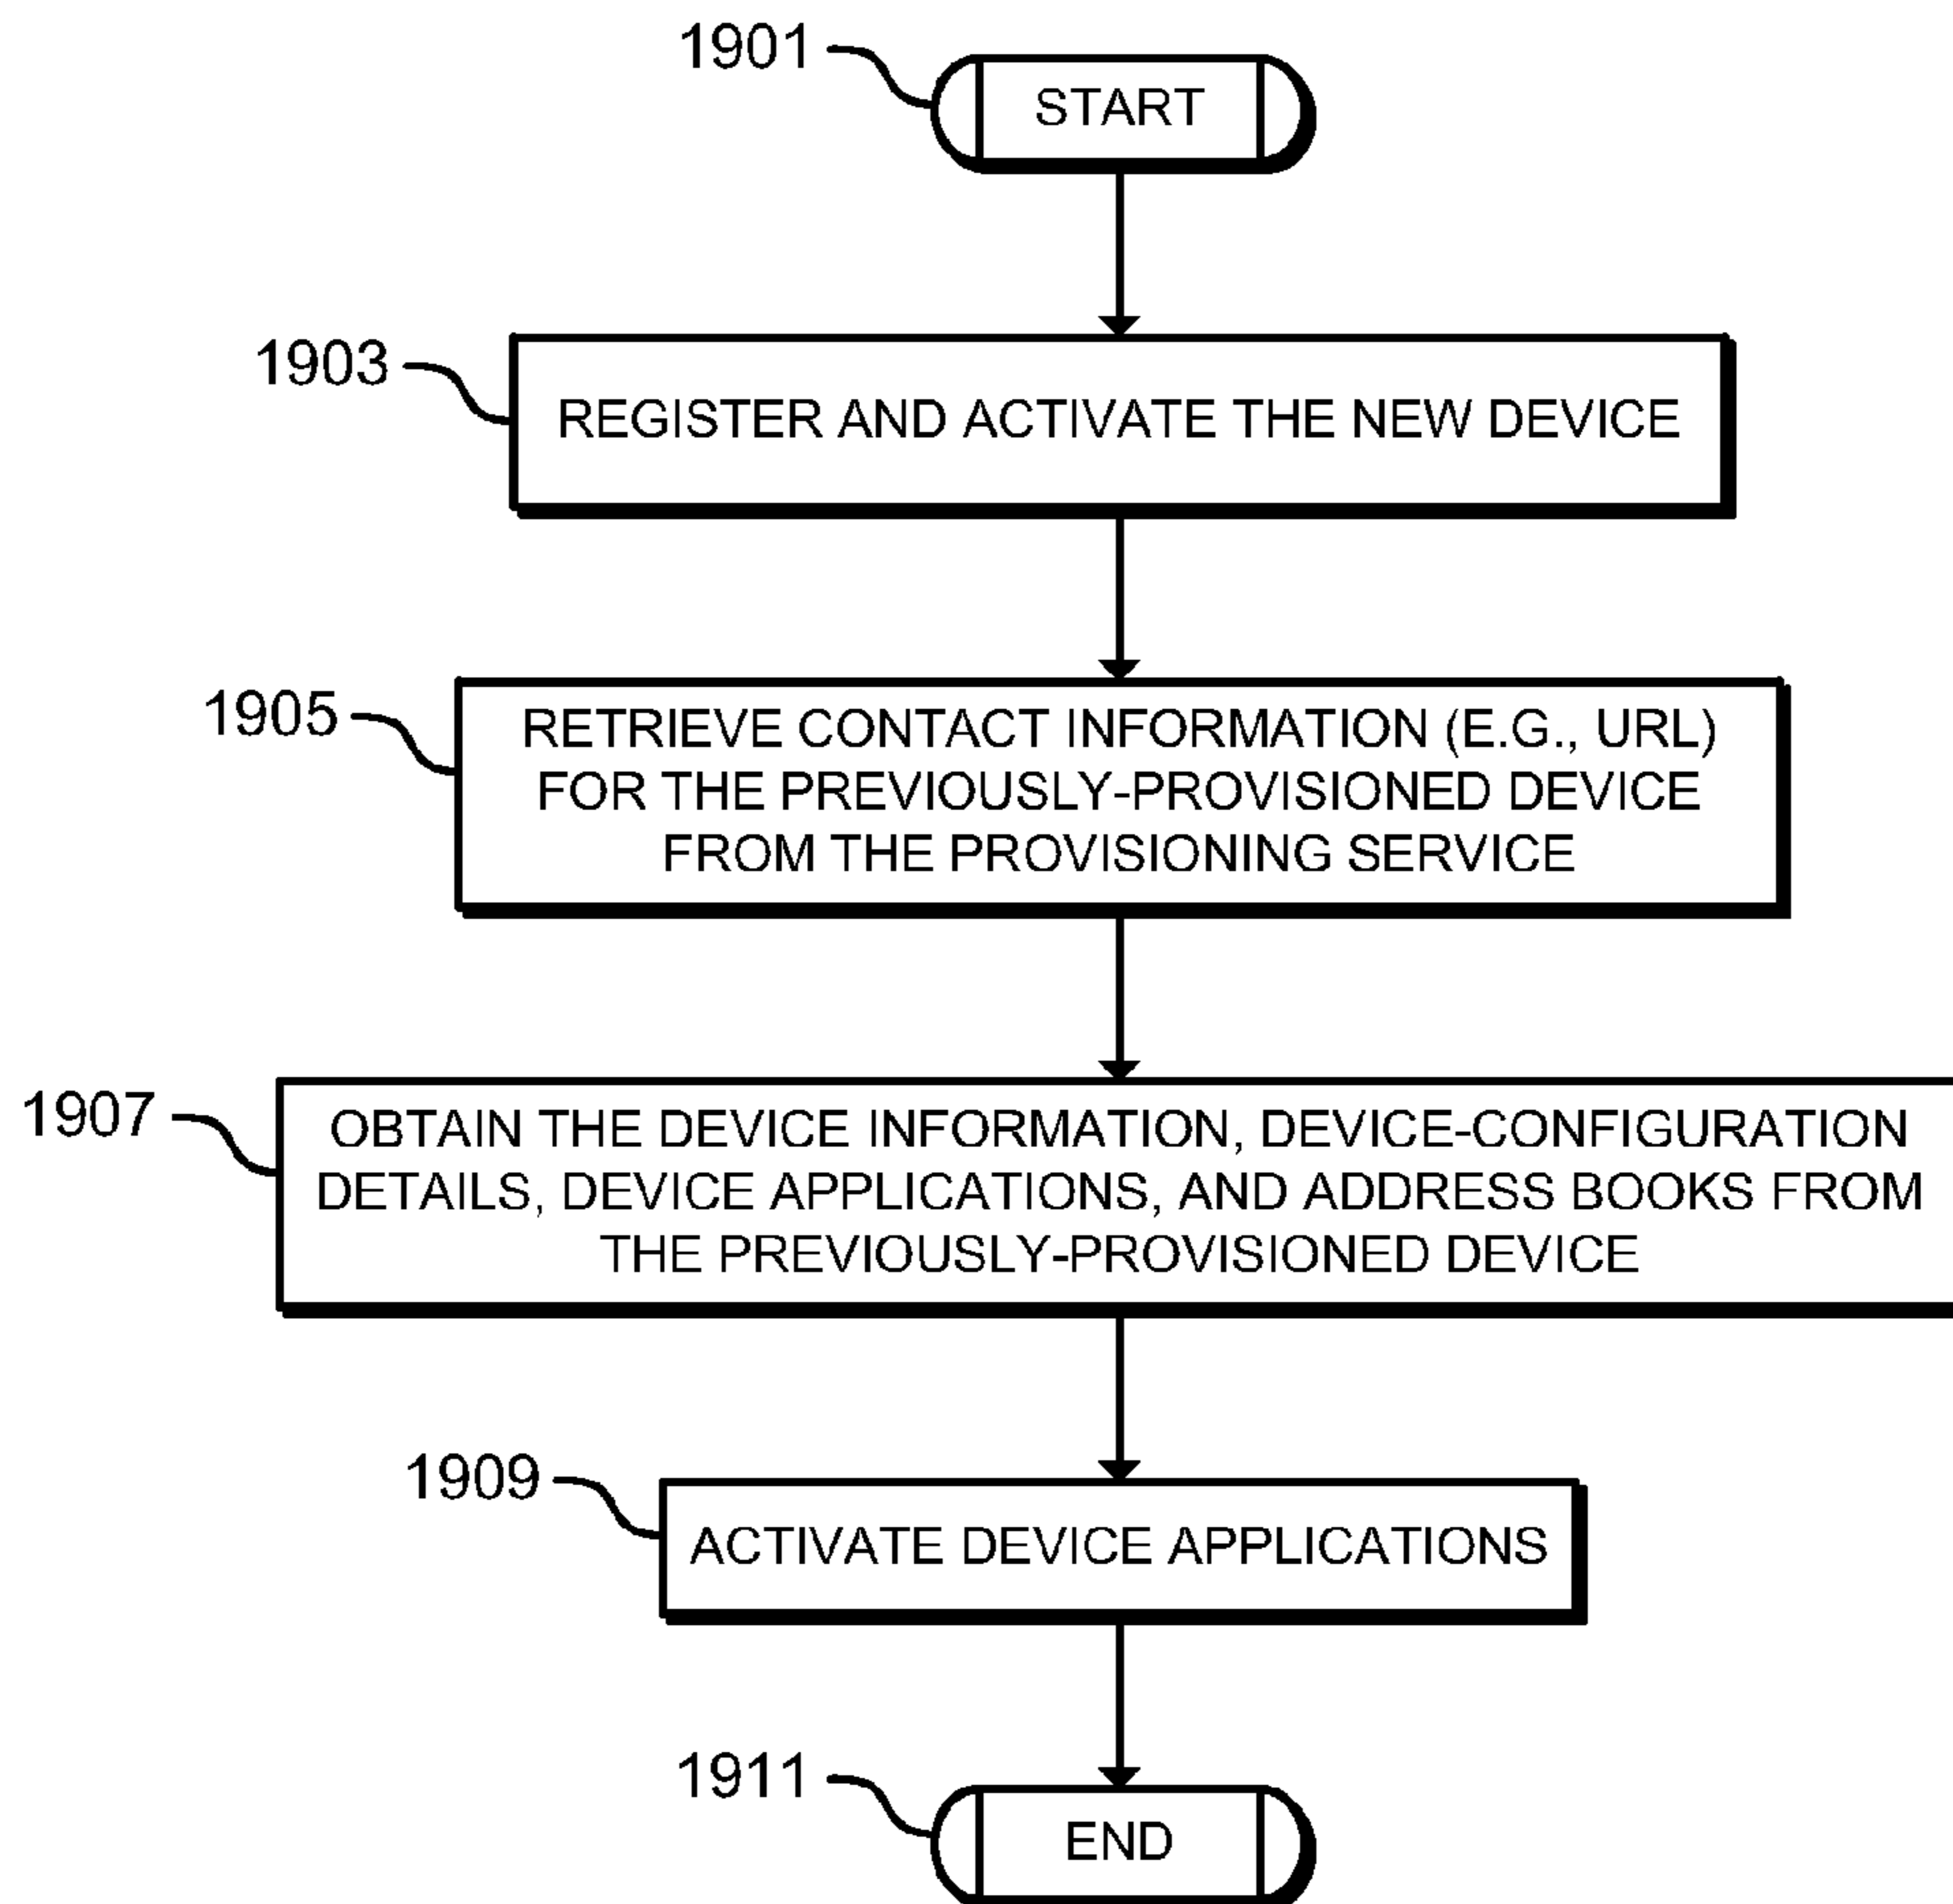 1901
START
1903
REGISTER AND ACTIVATE THE NEW DEVICE
1905
RETRIEVE CONTACT INFORMATION (E.G., URL)
FOR THE PREVIOUSLY-PROVISIONED DEVICE
FROM THE PROVISIONING SERVICE
1907
OBTAIN THE DEVICE INFORMATION, DEVICE-CONFIGURATION
DETAILS, DEVICE APPLICATIONS, AND ADDRESS BOOKS FROM
THE PREVIOUSLY-PROVISIONED DEVICE
1909
ACTIVATE DEVICE APPLICATIONS
1911
END